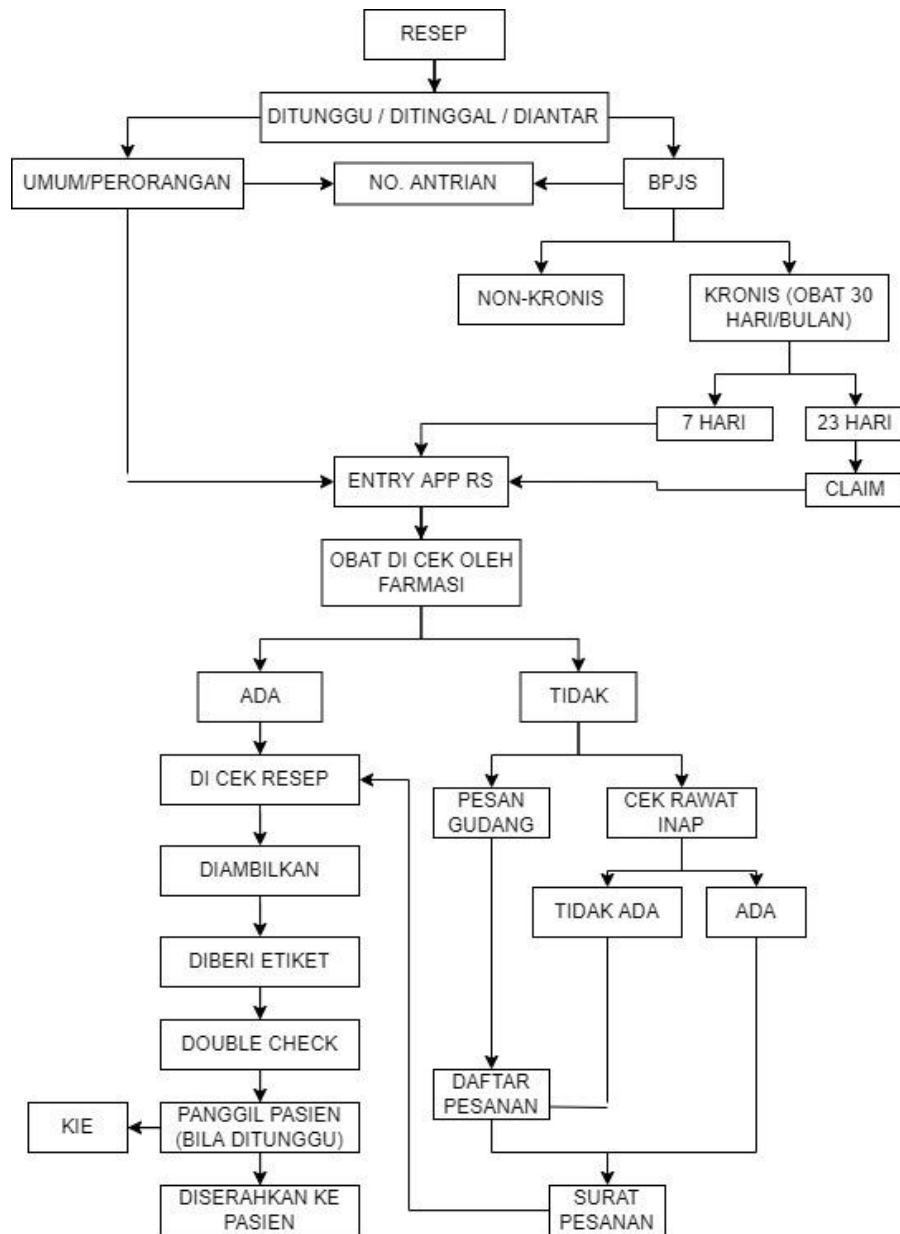 RESEP
DITUNGGU / DITINGGAL / DIANTAR
UMUM/PERORANGAN
NO. ANTRIAN
BPJS
NON-KRONIS
KRONIS (OBAT 30
HARI/BULAN)
7 HARI
23 HARI
ENTRY APP RS
CLAIM
OBAT DI CEK OLEH
FARMASI
ADA
TIDAK
DI CEK RESEP
PESAN
GUDANG
CEK RAWAT
INAP
DIAMBILKAN
TIDAK ADA
ADA
DIBERI ETIKET
DOUBLE CHECK
DAFTAR
PESANAN
KIE
PANGGIL PASIEN
(BILA DITUNGGU)
DISERAHKAN KE
PASIEN
SURAT
PESANAN